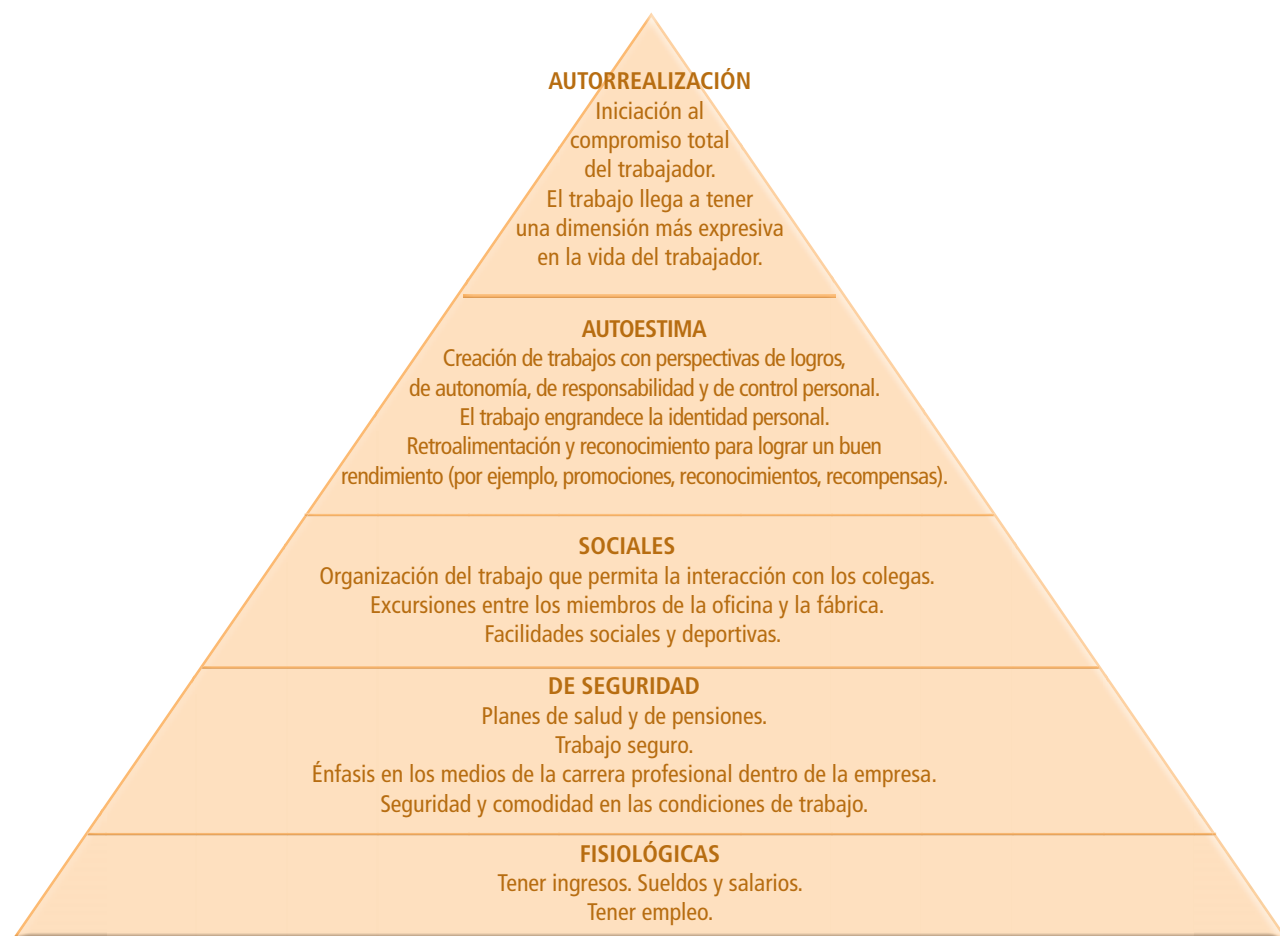 AUTORREALIZACIÓN
Iniciación al
compromiso total
del trabajador.
El trabajo llega a tener
una dimensión más expresiva
en la vida del trabajador.
AUTOESTIMA
Creación de trabajos con perspectivas de logros,
de autonomía, de responsabilidad y de control personal.
El trabajo engrandece la identidad personal.
Retroalimentación y reconocimiento para lograr un buen
rendimiento (por ejemplo, promociones, reconocimientos, recompensas).
SOCIALES
Organización del trabajo que permita la interacción con los colegas.
Excursiones entre los miembros de la oficina y la fábrica.
Facilidades sociales y deportivas.
DE SEGURIDAD
Planes de salud y de pensiones.
Trabajo seguro.
Énfasis en los medios de la carrera profesional dentro de la empresa.
Seguridad y comodidad en las condiciones de trabajo.
FISIOLÓGICAS
Tener ingresos. Sueldos y salarios.
Tener empleo.